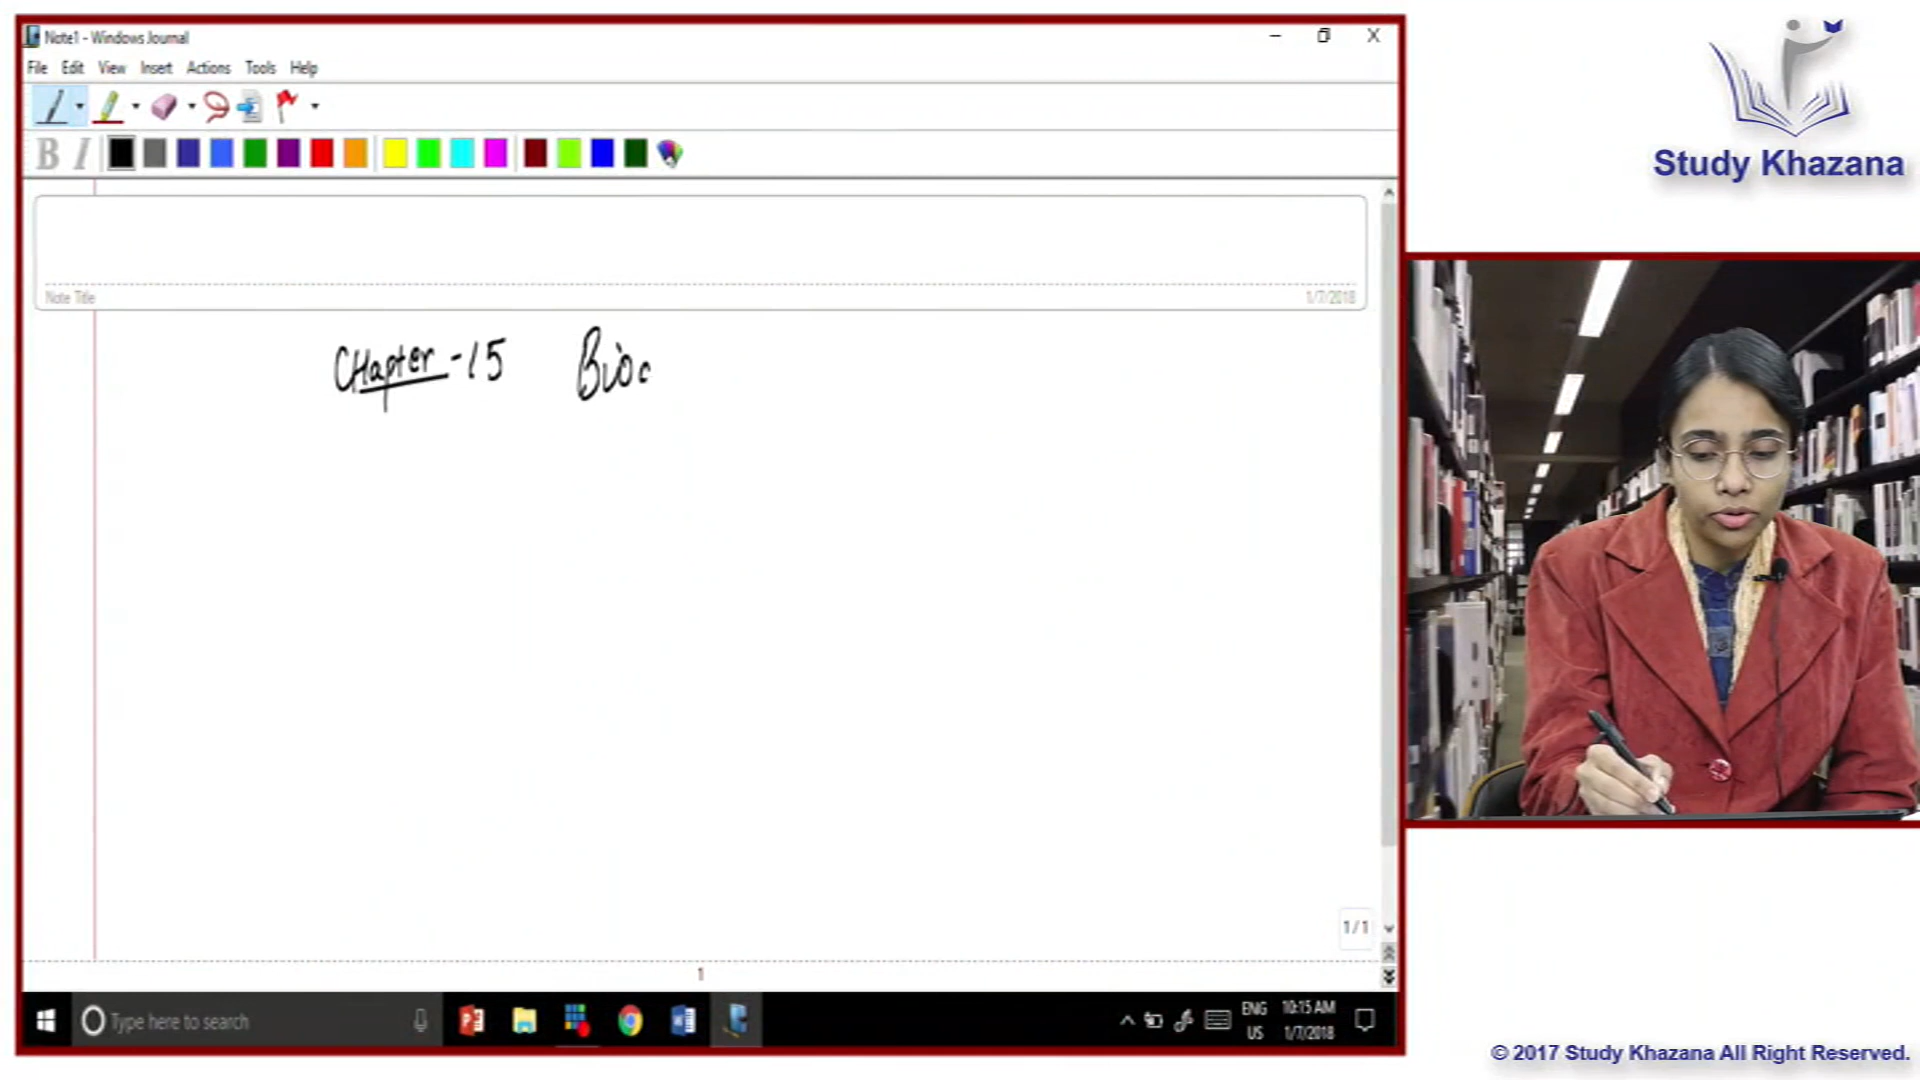 Note1 - Windows Journal
File Edit View Insert Actions Tools Help
B I
Study Khazana
Note Title
1/7/2018
CHapter - 15 Bioc
1 / 1
1
Type here to search
ENG
US
10:15 AM
1/7/2018
© 2017 Study Khazana All Right Reserved.